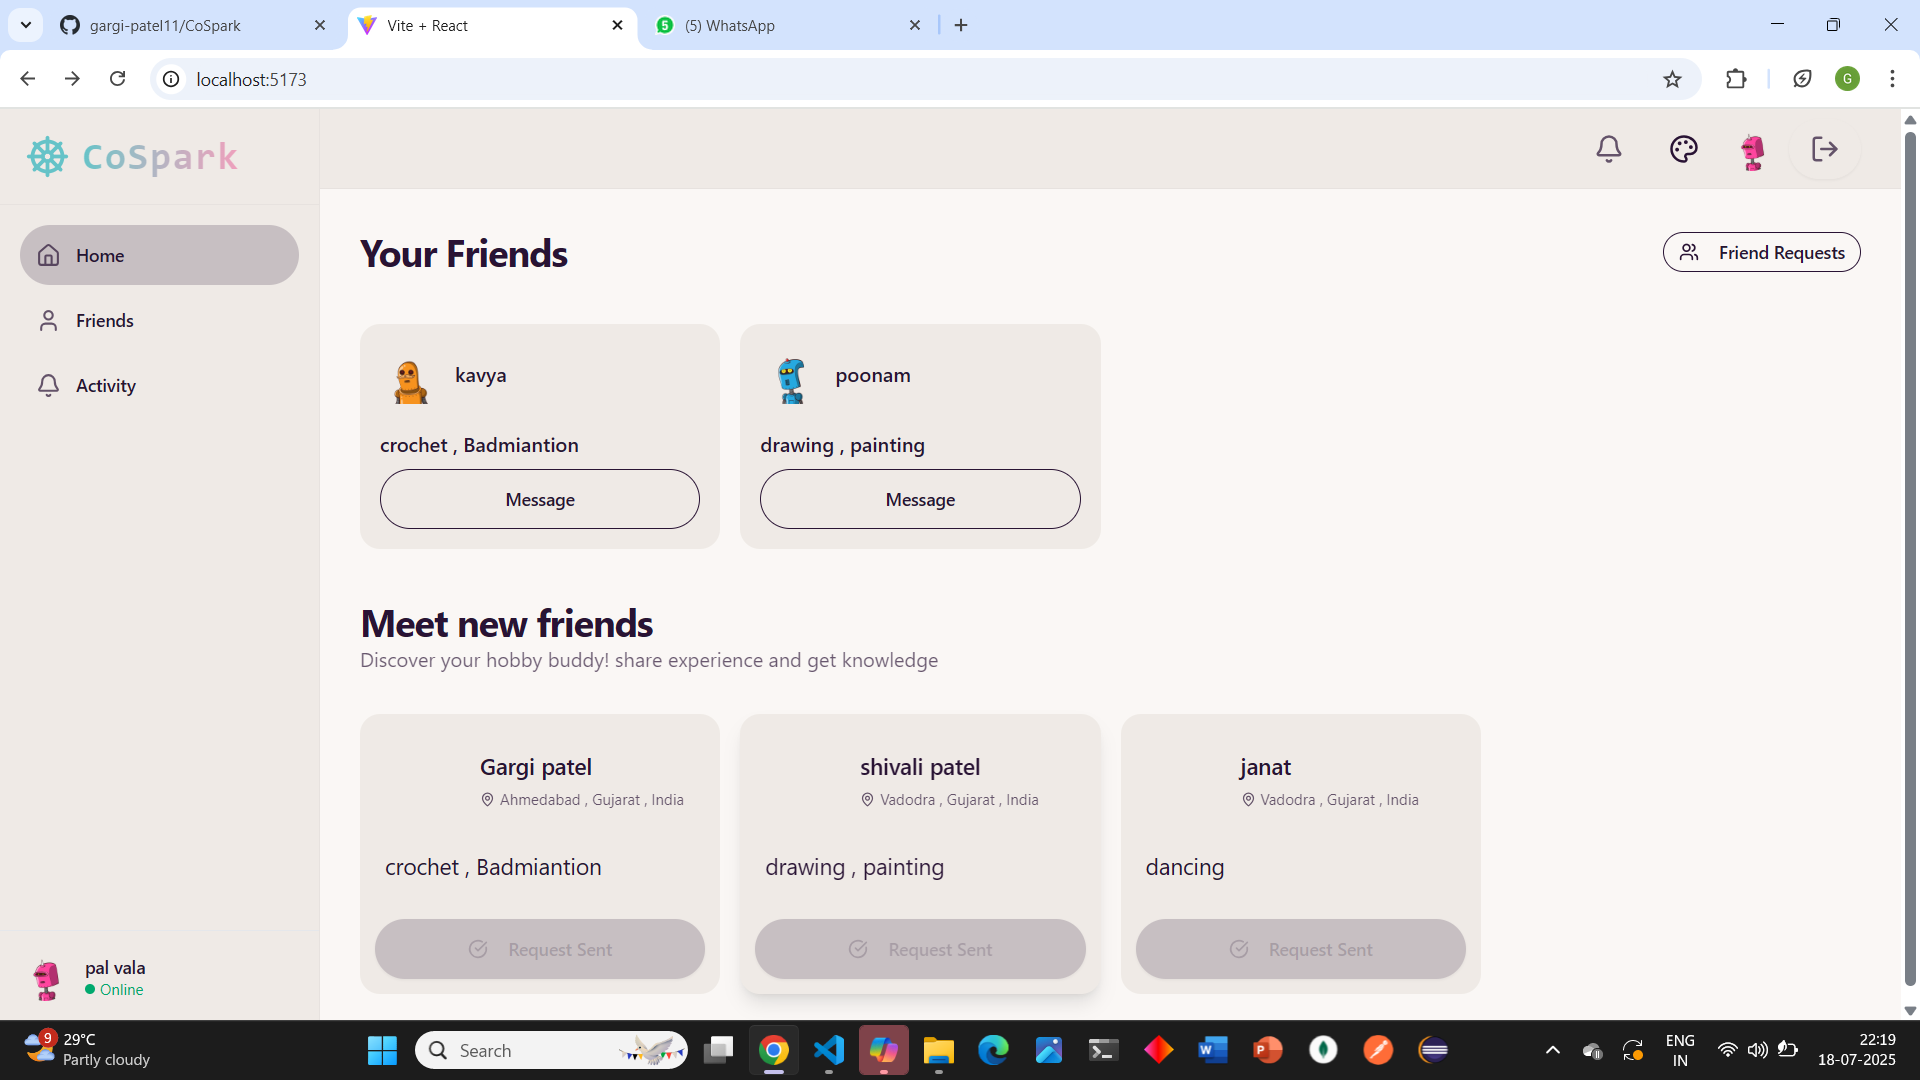 gargi-patel11/CoSpark
Vite + React
5
(5) WhatsApp
localhost:5173
G
CoSpark
Home
Friends
Activity
Your Friends
Friend Requests
kavya
poonam
crochet , Badmiantion
drawing , painting
Message
Message
Meet new friends
Discover your hobby buddy! share experience and get knowledge
Gargi patel
shivali patel
janat
Ahmedabad , Gujarat , India
Vadodra , Gujarat , India
Vadodra , Gujarat , India
crochet , Badmiantion
drawing , painting
dancing
Request Sent
Request Sent
Request Sent
pal vala
Online
9
29°C
Partly cloudy
Search
W
P
ENG
IN
22:19
18-07-2025